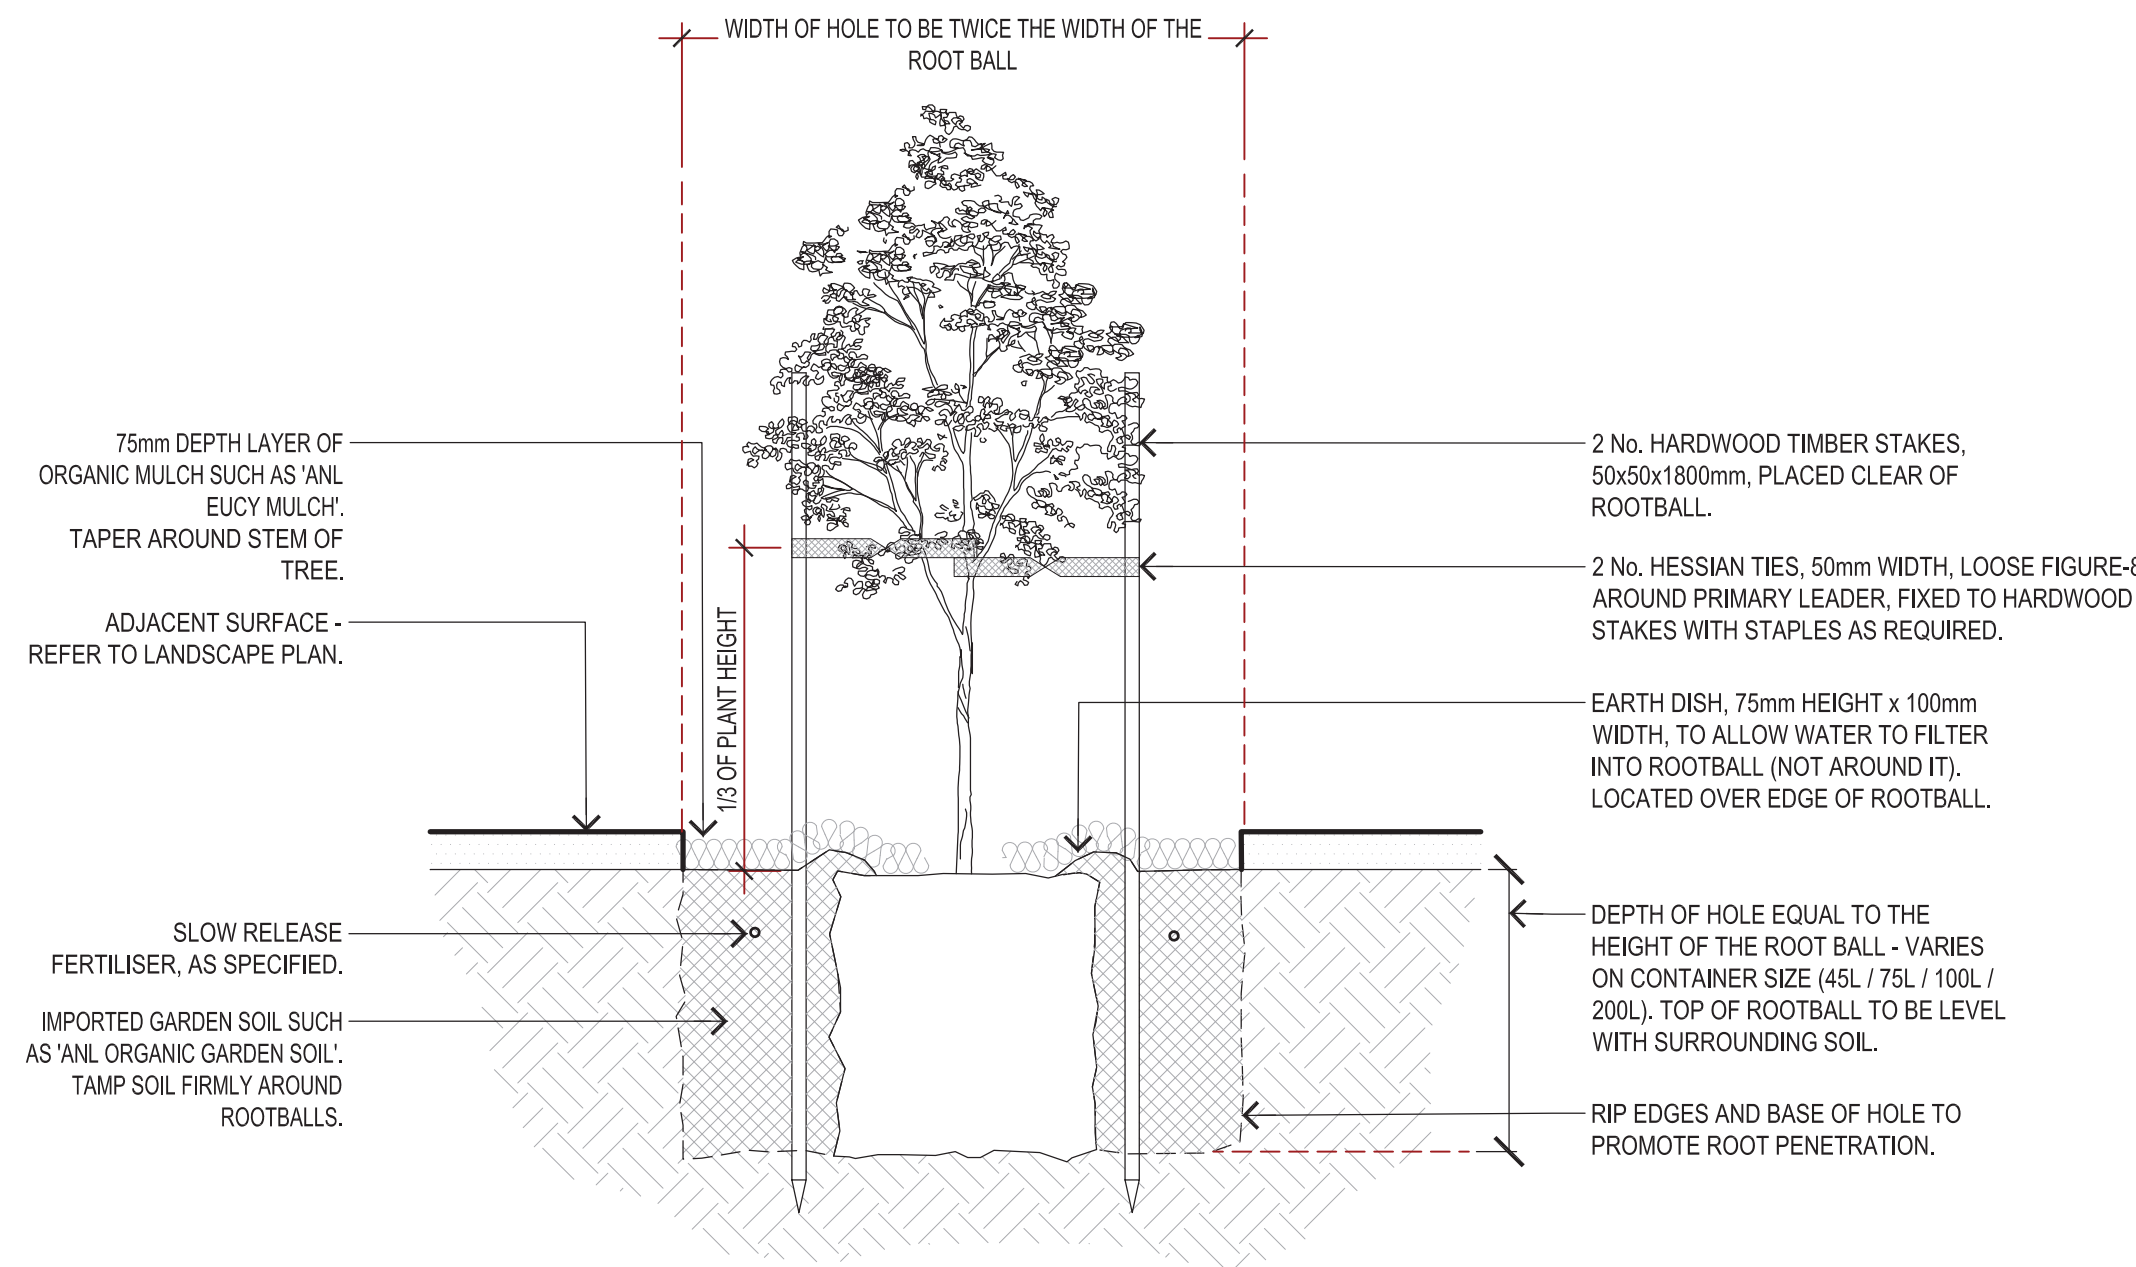 WIDTH OF HOLE TO BE TWICE THE WIDTH OF THE
ROOT BALL
75mm DEPTH LAYER OF
ORGANIC MULCH SUCH AS 'ANL
EUCY MULCH'.
TAPER AROUND STEM OF
TREE.
ADJACENT SURFACE -
REFER TO LANDSCAPE PLAN.
SLOW RELEASE
FERTILISER, AS SPECIFIED.
IMPORTED GARDEN SOIL SUCH
AS 'ANL ORGANIC GARDEN SOIL'.
TAMP SOIL FIRMLY AROUND
ROOTBALLS.
1/3 OF PLANT HEIGHT
2 No. HARDWOOD TIMBER STAKES,
50x50x1800mm, PLACED CLEAR OF
ROOTBALL.
2 No. HESSIAN TIES, 50mm WIDTH, LOOSE FIGURE-8
AROUND PRIMARY LEADER, FIXED TO HARDWOOD
STAKES WITH STAPLES AS REQUIRED.
EARTH DISH, 75mm HEIGHT x 100mm
WIDTH, TO ALLOW WATER TO FILTER
INTO ROOTBALL (NOT AROUND IT).
LOCATED OVER EDGE OF ROOTBALL.
DEPTH OF HOLE EQUAL TO THE
HEIGHT OF THE ROOT BALL - VARIES
ON CONTAINER SIZE (45L / 75L / 100L /
200L). TOP OF ROOTBALL TO BE LEVEL
WITH SURROUNDING SOIL.
RIP EDGES AND BASE OF HOLE TO
PROMOTE ROOT PENETRATION.